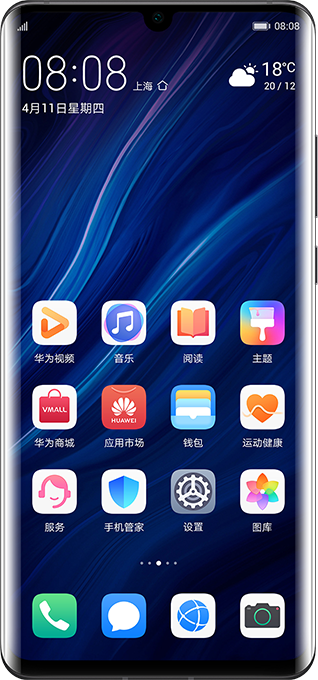 08:08
08:08 上海
4月11日星期四
18°C
20 / 12
华为视频 音乐 阅读 主题
VMALL
HUAWEI
华为商城 应用市场 钱包 运动健康
服务 手机管家 设置 图库